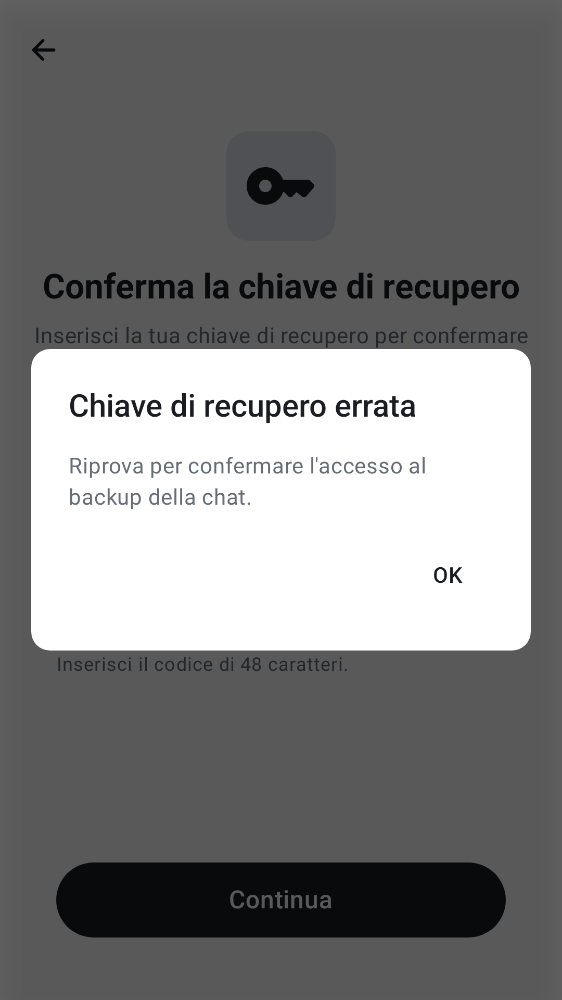 Conferma la chiave di recupero
Inserisci la tua chiave di recupero per confermare
Chiave di recupero errata
Riprova per confermare l'accesso al
backup della chat.
OK
Inserisci il codice di 48 caratteri.
Continua